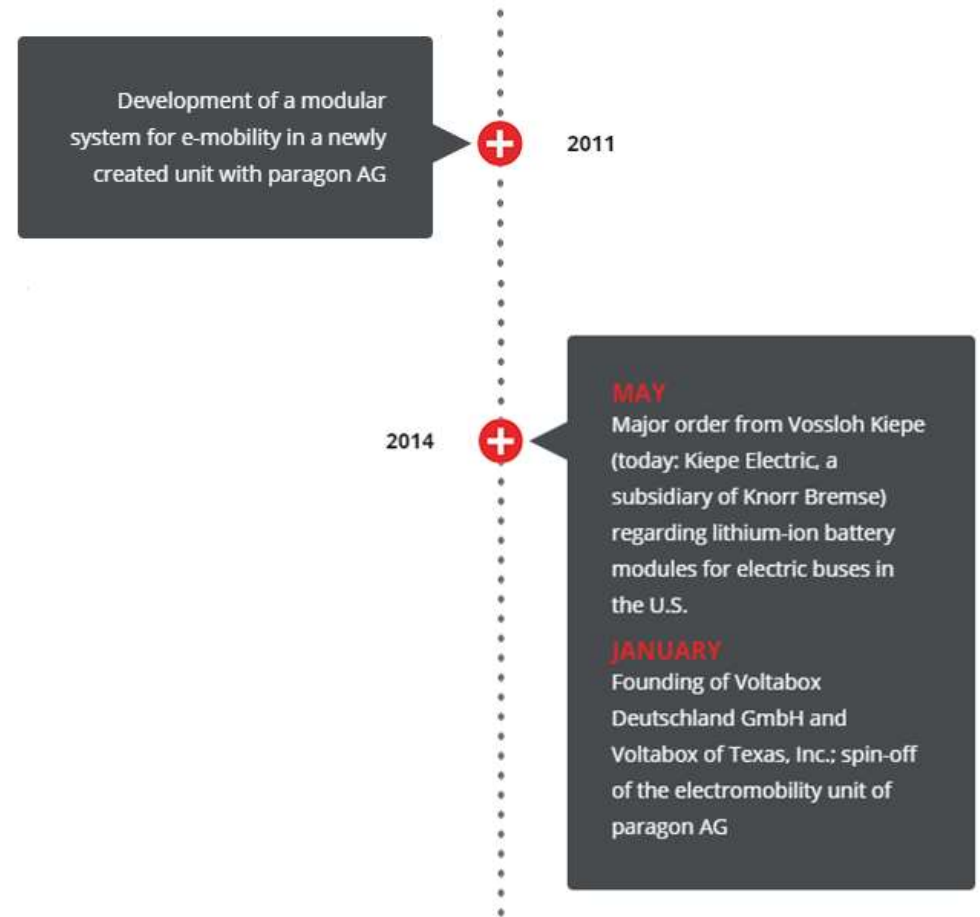 Development of a modular
system for e-mobility in a newly
created unit with paragon AG
2011
2014
MAY
Major order from Vossloh Kiepe
(today: Kiepe Electric, a
subsidiary of Knorr Bremse)
regarding lithium-ion battery
modules for electric buses in
the U.S.
JANUARY
Founding of Voltabox
Deutschland GmbH and
Voltabox of Texas, Inc.; spin-off
of the electromobility unit of
paragon AG